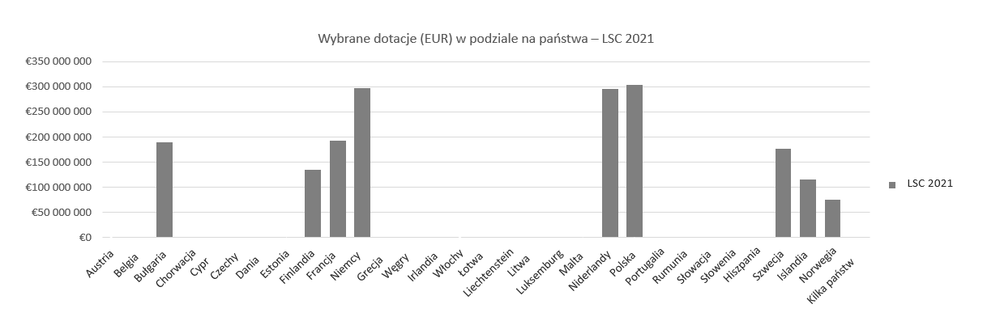 Wybrane dotacje (EUR) w podziale na państwa – LSC 2021
€350 000 000
€300 000 000
€250 000 000
€200 000 000
€150 000 000
€100 000 000
€50 000 000
€0
LSC 2021
Austria
Belgia
Bułgaria
Chorwacja
Cypr
Czechy
Dania
Estonia
Finlandia
Francja
Niemcy
Grecja
Węgry
Irlandia
Włochy
Łotwa
Liechtenstein
Litwa
Luksemburg
Malta
Niderlandy
Polska
Portugalia
Rumunia
Słowacja
Słowenia
Hiszpania
Szwecja
Islandia
Norwegia
Kilka państw